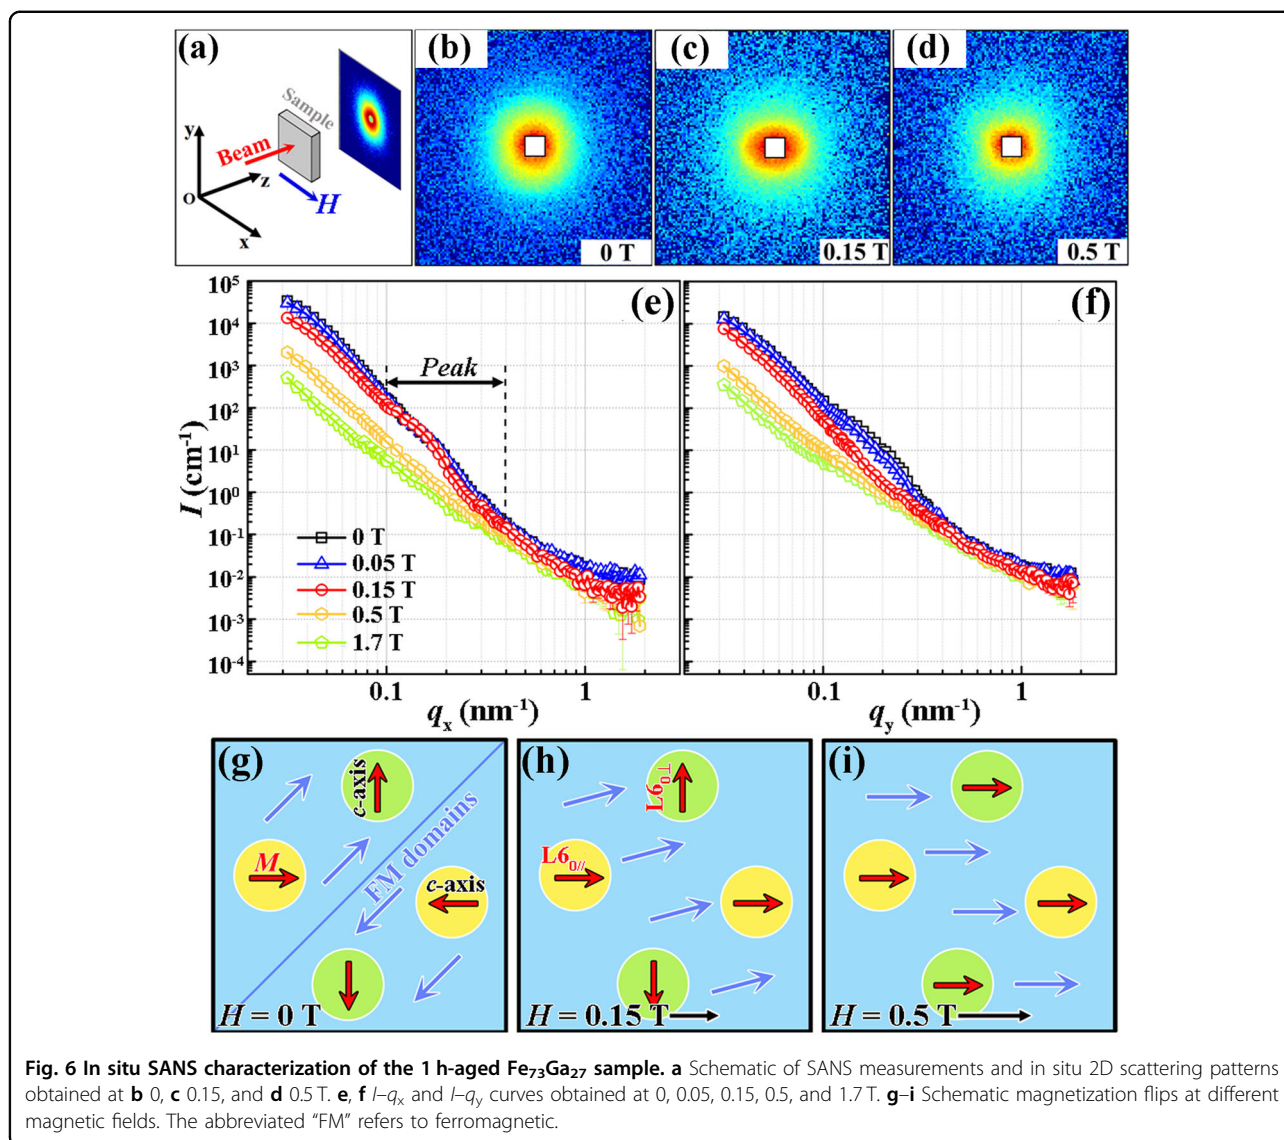 (a)
y
Sample
Beam
z
O
H
x
(b)
0 T
(c)
0.15 T
(d)
0.5 T
10⁵
10⁴
10³
10²
10¹
10⁰
10⁻¹
10⁻²
10⁻³
10⁻⁴
I (cm⁻¹)
(e)
Peak
0 T
0.05 T
0.15 T
0.5 T
1.7 T
0.1
1
qₓ (nm⁻¹)
(f)
0.1
1
q_y (nm⁻¹)
(g)
c-axis
M
FM domains
c-axis
H = 0 T
(h)
L6₀⊥
L6₀//
H = 0.15 T
(i)
H = 0.5 T
Fig. 6 In situ SANS characterization of the 1 h-aged Fe₇₃Ga₂₇ sample. a Schematic of SANS measurements and in situ 2D scattering patterns
obtained at b 0, c 0.15, and d 0.5 T. e, f I–qₓ and I–q_y curves obtained at 0, 0.05, 0.15, 0.5, and 1.7 T. g–i Schematic magnetization flips at different
magnetic fields. The abbreviated “FM” refers to ferromagnetic.